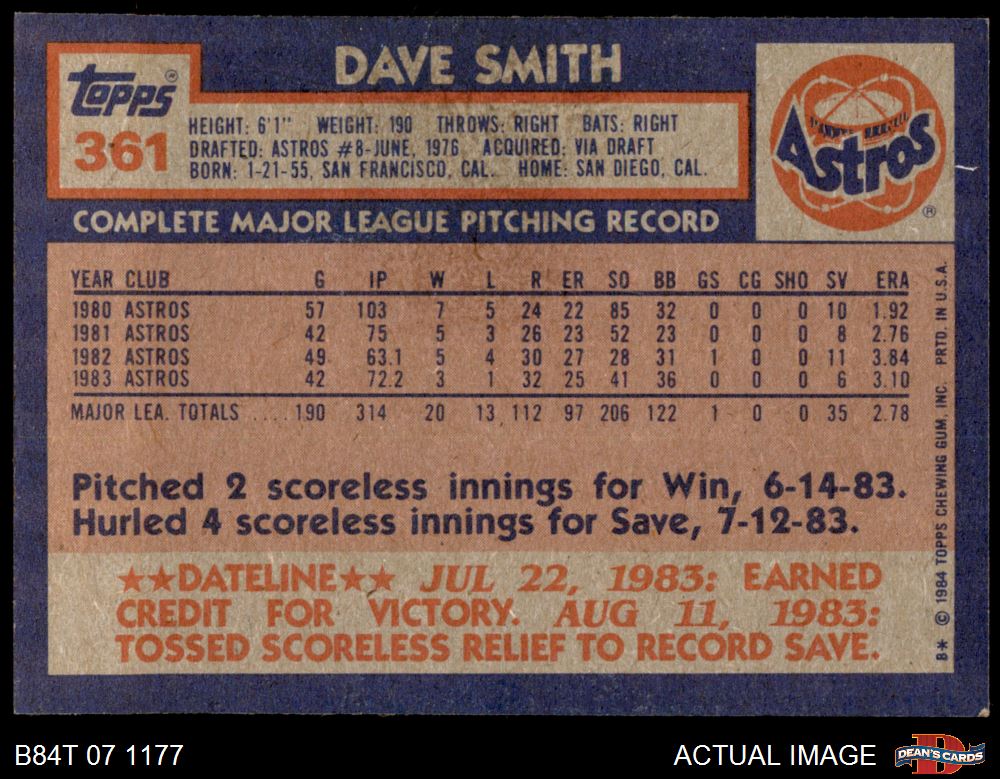 DAVE SMITH
Topps®
361
HEIGHT: 6'1" WEIGHT: 190 THROWS: RIGHT BATS: RIGHT
DRAFTED: ASTROS #8-JUNE, 1976 ACQUIRED: VIA DRAFT
BORN: 1-21-55, SAN FRANCISCO, CAL. HOME: SAN DIEGO, CAL.
Astros
®
COMPLETE MAJOR LEAGUE PITCHING RECORD
YEAR CLUB G IP W L R ER SO BB GS CG SHO SV ERA
1980 ASTROS 57 103 7 5 24 22 85 32 0 0 0 10 1.92
1981 ASTROS 42 75 5 3 26 23 52 23 0 0 0 8 2.76
1982 ASTROS 49 63.1 5 4 30 27 28 31 1 0 0 11 3.84
1983 ASTROS 42 72.2 3 1 32 25 41 36 0 0 0 6 3.10
MAJOR LEA. TOTALS .....190 314 20 13 112 97 206 122 1 0 0 35 2.78
Pitched 2 scoreless innings for Win, 6-14-83.
Hurled 4 scoreless innings for Save, 7-12-83.
★★DATELINE★★ JUL 22, 1983: EARNED
CREDIT FOR VICTORY. AUG 11, 1983:
TOSSED SCORELESS RELIEF TO RECORD SAVE.
B* © 1984 TOPPS CHEWING GUM, INC. PRTD. IN U.S.A.
B84T 07 1177
ACTUAL IMAGE
DEAN'S CARDS